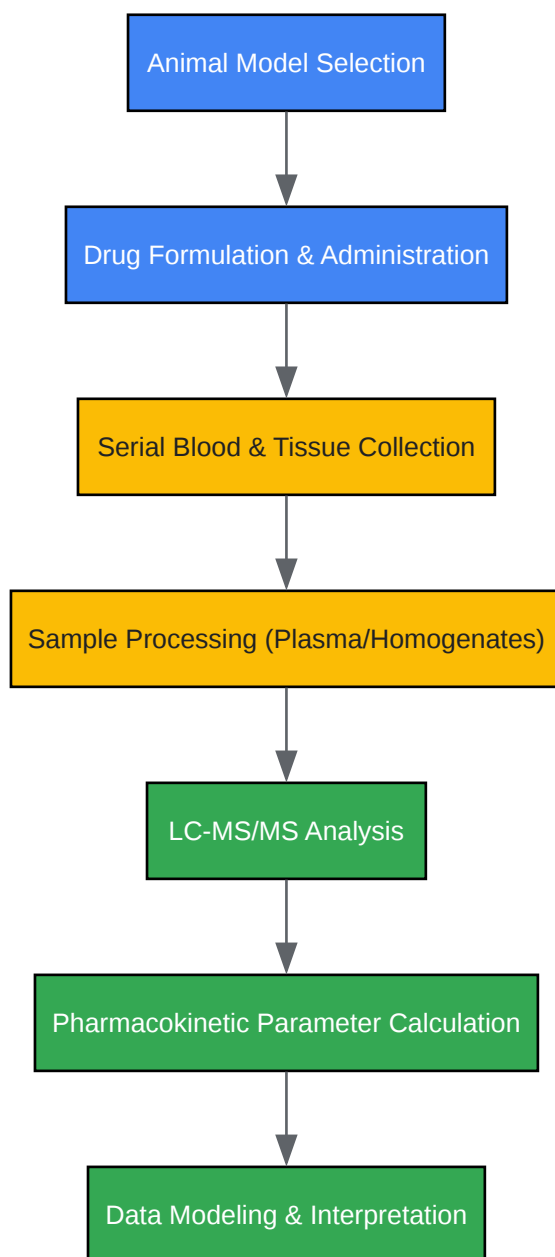 Animal Model Selection
Drug Formulation & Administration
Serial Blood & Tissue Collection
Sample Processing (Plasma/Homogenates)
LC-MS/MS Analysis
Pharmacokinetic Parameter Calculation
Data Modeling & Interpretation